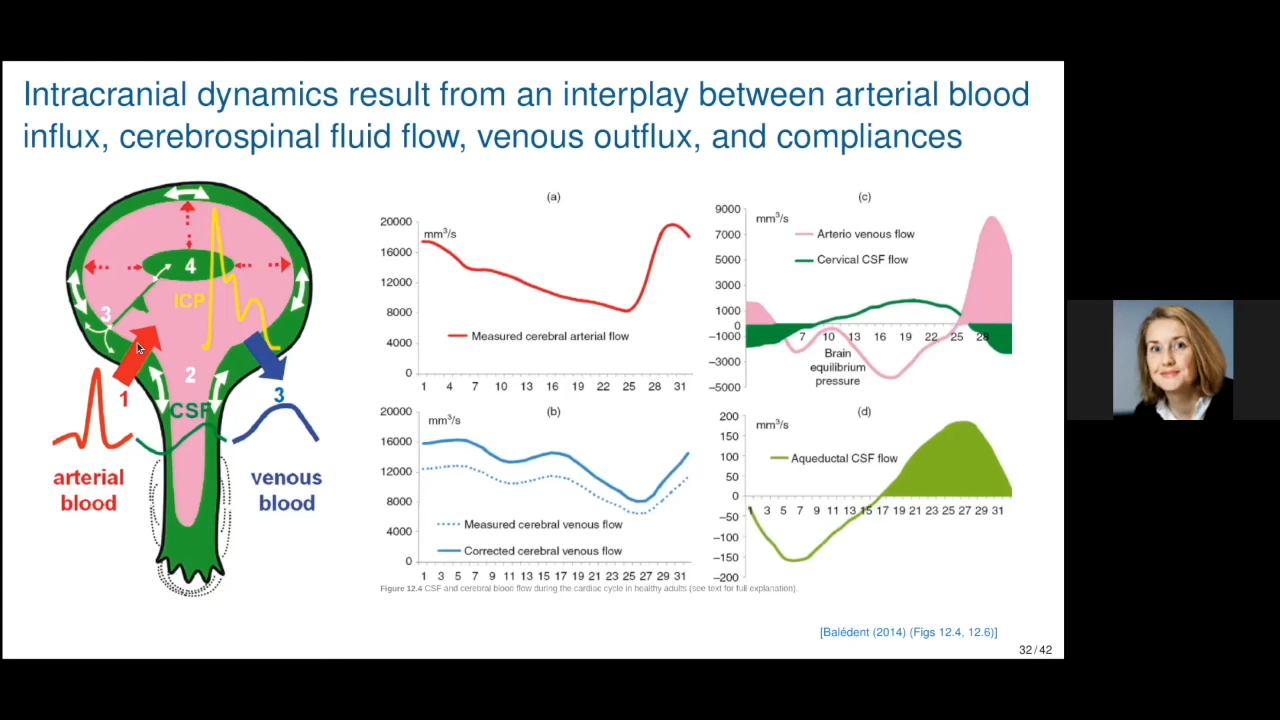 Intracranial dynamics result from an interplay between arterial blood
influx, cerebrospinal fluid flow, venous outflux, and compliances
4
ICP
3
1
2
3
CSF
arterial
blood
venous
blood
(a)
20000
16000
12000
8000
4000
0
mm³/s
Measured cerebral arterial flow
1 4 7 10 13 16 19 22 25 28 31
(b)
20000
16000
12000
8000
4000
0
mm³/s
Measured cerebral venous flow
Corrected cerebral venous flow
1 3 5 7 9 11 13 15 17 19 21 23 25 27 29 31
(c)
9000
7000
5000
3000
1000
0
−1000
−3000
−5000
mm³/s
Arterio venous flow
Cervical CSF flow
7 10 13 16 19 22 25 28
Brain
equilibrium
pressure
(d)
200
150
100
50
0
−50
−100
−150
−200
mm³/s
Aqueductal CSF flow
1 3 5 7 9 11 13 15 17 19 21 23 25 27 29 31
Figure 12.4 CSF and cerebral blood flow during the cardiac cycle in healthy adults (see text for full explanation).
[Balédent (2014) (Figs 12.4, 12.6)]
32 / 42